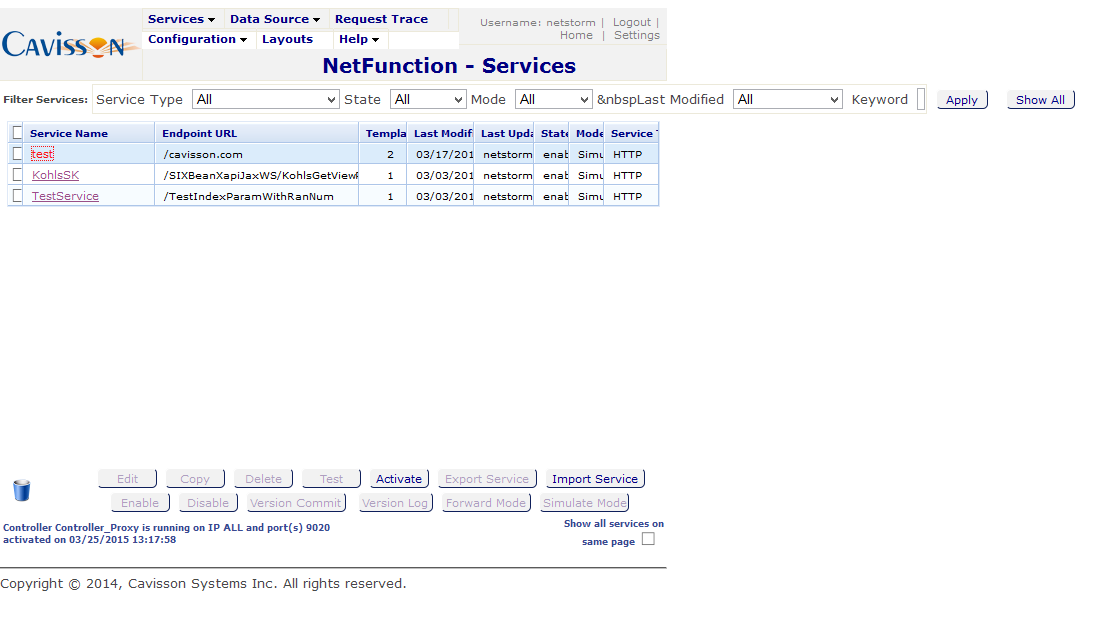 CAVISSON
Services Data Source Request Trace
Configuration Layouts Help
Username: netstorm | Logout |
Home | Settings
NetFunction - Services
Filter Services: Service Type All State All Mode All &nbspLast Modified All Keyword Apply Show All
Service Name Endpoint URL Templa Last Modif Last Upda State Mode Service
test /cavisson.com 2 03/17/201 netstorm enab Simu HTTP
KohlsSK /SIXBeanXapiJaxWS/KohlsGetView 1 03/03/201 netstorm enab Simu HTTP
TestService /TestIndexParamWithRanNum 1 03/03/201 netstorm enab Simu HTTP
Edit Copy Delete Test Activate Export Service Import Service
Enable Disable Version Commit Version Log Forward Mode Simulate Mode
Controller Controller_Proxy is running on IP ALL and port(s) 9020
activated on 03/25/2015 13:17:58
Show all services on
same page
Copyright © 2014, Cavisson Systems Inc. All rights reserved.